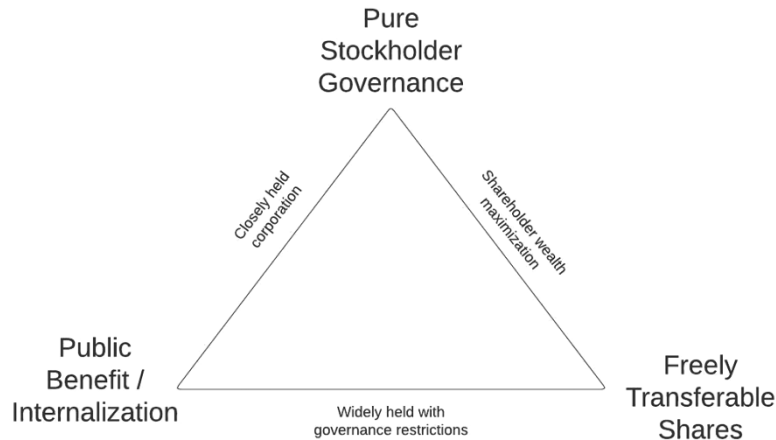 Pure
Stockholder
Governance
Closely held
corporation
Shareholder wealth
maximization
Public
Benefit /
Internalization
Freely
Transferable
Shares
Widely held with
governance restrictions